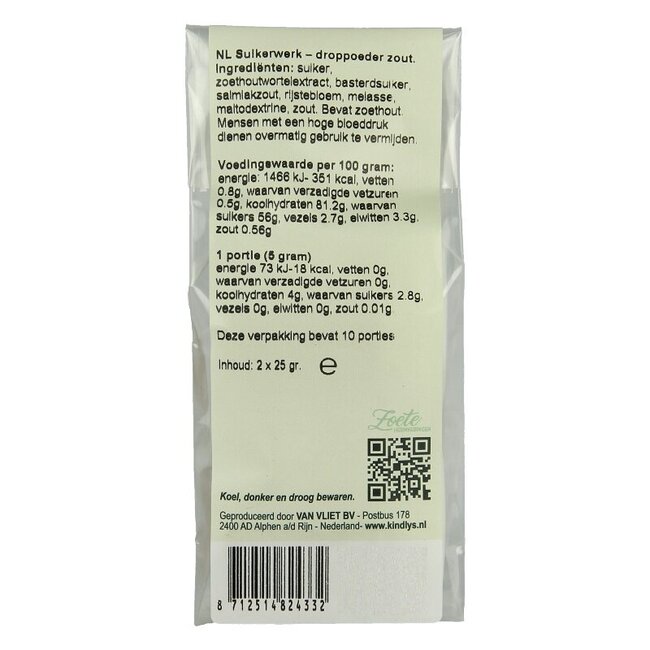 NL Suikerwerk – droppoeder zout.
Ingrediënten: suiker,
zoethoutwortelextract, basterdsuiker,
salmiakzout, rijstebloem, melasse,
maltodextrine, zout. Bevat zoethout.
Mensen met een hoge bloeddruk
dienen overmatig gebruik te vermijden.
Voedingswaarde per 100 gram:
energie: 1466 kJ- 351 kcal, vetten
0.8g, waarvan verzadigde vetzuren
0.5g, koolhydraten 81.2g, waarvan
suikers 56g, vezels 2.7g, eiwitten 3.3g,
zout 0.56g
1 portie (5 gram)
energie 73 kJ-18 kcal, vetten 0g,
waarvan verzadigde vetzuren 0g,
koolhydraten 4g, waarvan suikers 2.8g,
vezels 0g, eiwitten 0g, zout 0.01g
Deze verpakking bevat 10 porties
Inhoud: 2 x 25 gr. ℮
Zoete
Koel, donker en droog bewaren.
Geproduceerd door VAN VLIET BV - Postbus 178
2400 AD Alphen a/d Rijn - Nederland- www.kindlys.nl
8 712514 824332